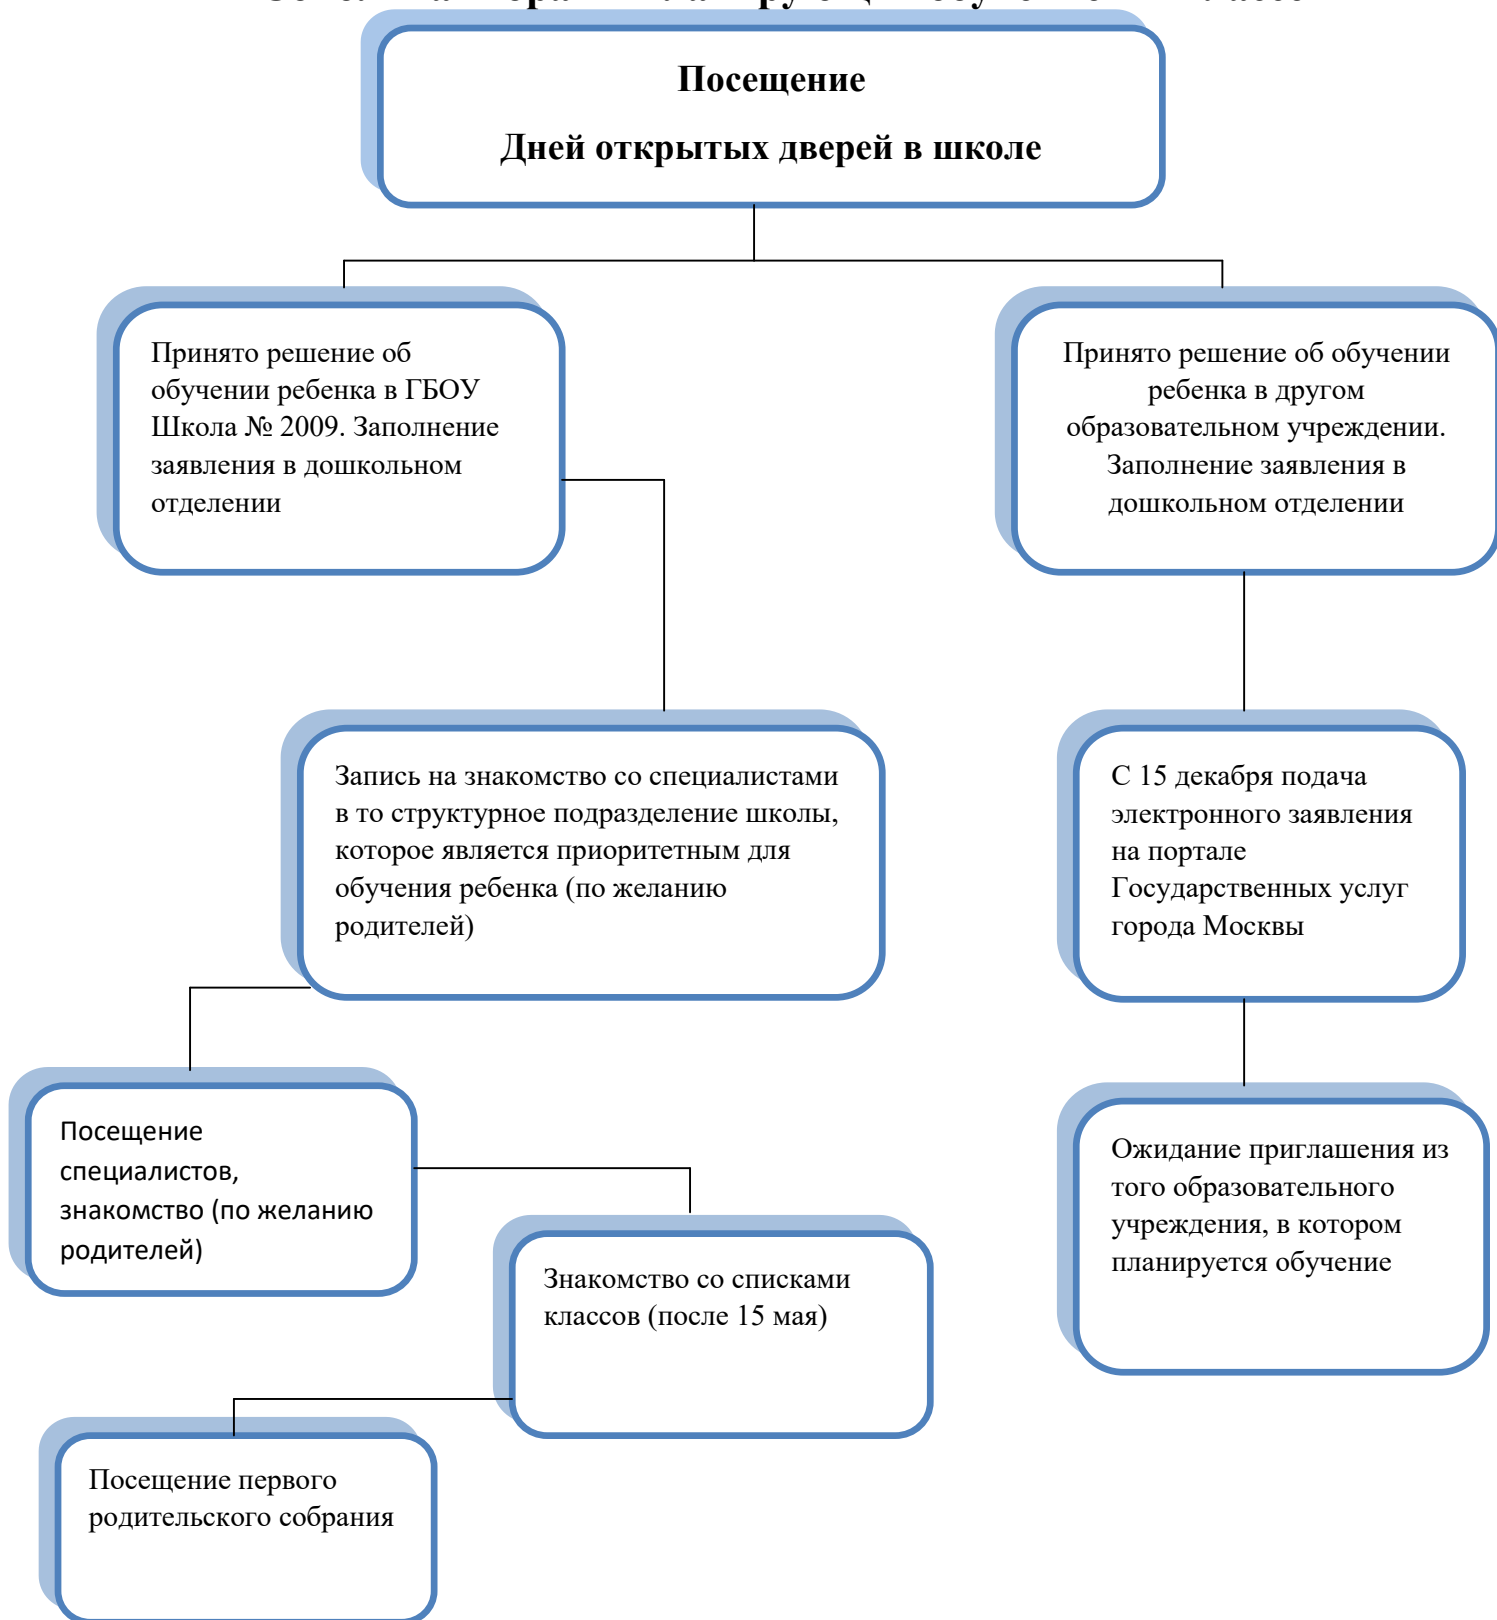 Посещение
Дней открытых дверей в школе
Принято решение об
обучении ребенка в ГБОУ
Школа № 2009. Заполнение
заявления в дошкольном
отделении
Принято решение об обучении
ребенка в другом
образовательном учреждении.
Заполнение заявления в
дошкольном отделении
Запись на знакомство со специалистами
в то структурное подразделение школы,
которое является приоритетным для
обучения ребенка (по желанию
родителей)
С 15 декабря подача
электронного заявления
на портале
Государственных услуг
города Москвы
Посещение
специалистов,
знакомство (по желанию
родителей)
Ожидание приглашения из
того образовательного
учреждения, в котором
планируется обучение
Знакомство со списками
классов (после 15 мая)
Посещение первого
родительского собрания